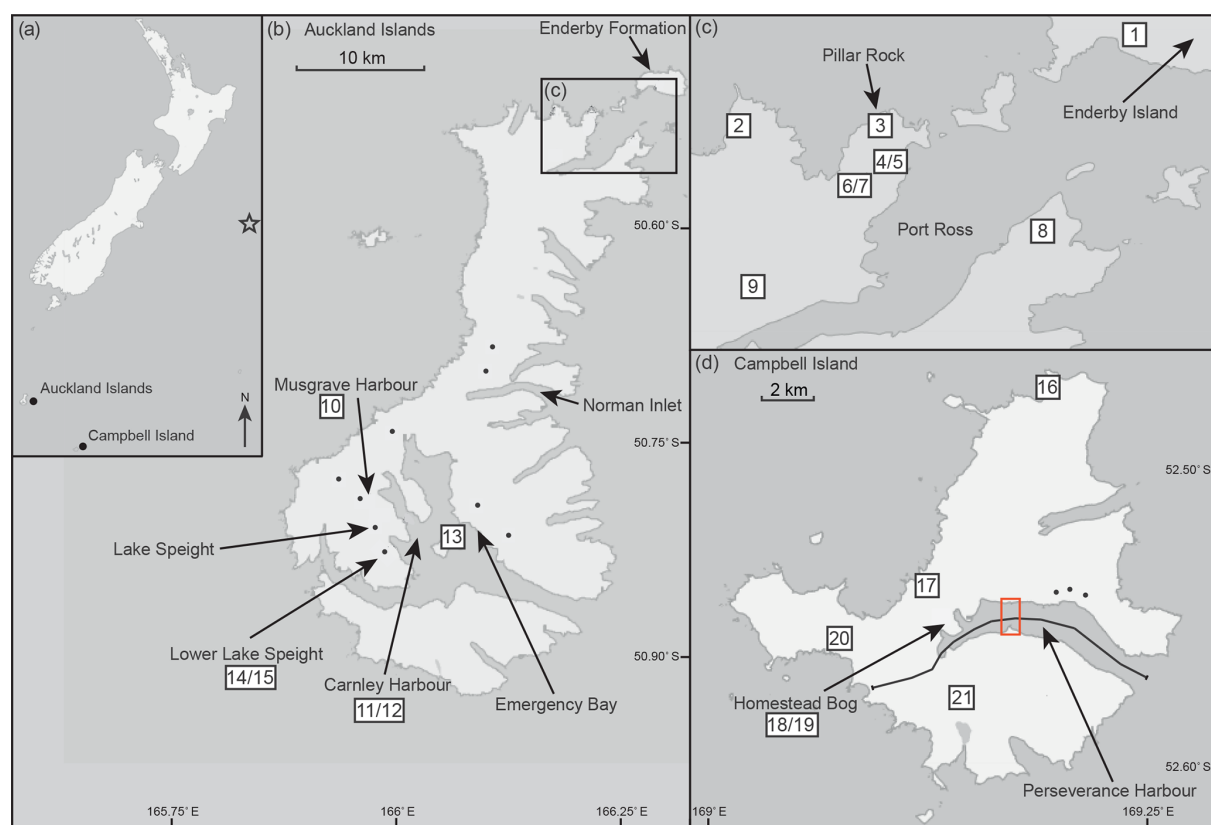 (a)
Auckland Islands
Campbell Island
N
(b)
Auckland Islands
10 km
Enderby Formation
(c)
50.60° S
Musgrave Harbour
10
Norman Inlet
50.75° S
13
Lake Speight
Lower Lake Speight
14/15
Carnley Harbour
11/12
Emergency Bay
50.90° S
165.75° E
166° E
166.25° E
(c)
1
Pillar Rock
Enderby Island
2
3
4/5
6/7
Port Ross
8
9
(d)
Campbell Island
2 km
16
52.50° S
17
20
Homestead Bog
18/19
21
52.60° S
Perseverance Harbour
169° E
169.25° E